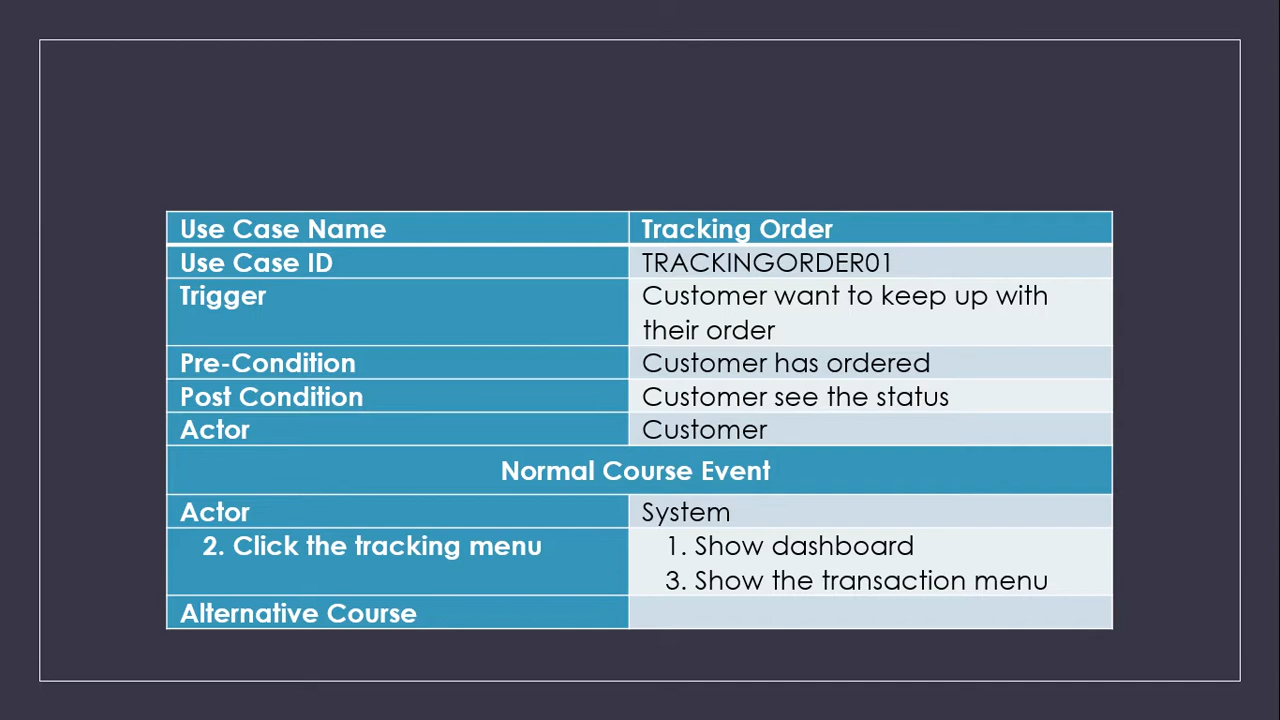 Use Case Name Tracking Order
Use Case ID TRACKINGORDER01
Trigger Customer want to keep up with
their order
Pre-Condition Customer has ordered
Post Condition Customer see the status
Actor Customer
Normal Course Event
Actor System
2. Click the tracking menu 1. Show dashboard
3. Show the transaction menu
Alternative Course